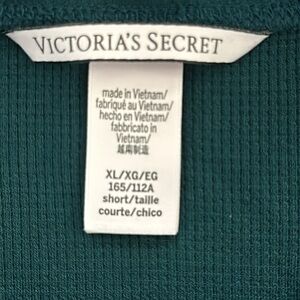 VICTORIA'S SECRET
made in Vietnam/
fabriqué au Vietnam/
hecho en Vietnam/
fabbricato in
Vietnam/
越南制造
XL/XG/EG
165/112A
short/taille
courte/chico